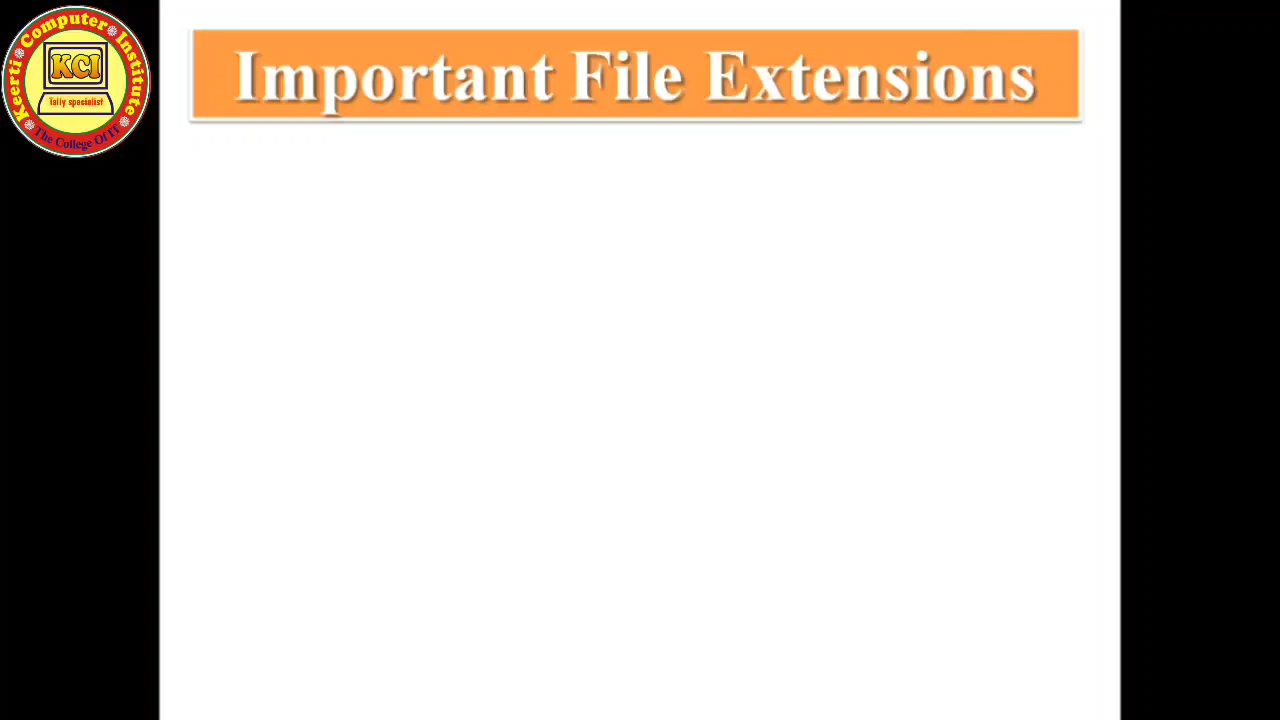 Keerti Computer Institute
KCI
Tally specialist
The College Of IT
Important File Extensions